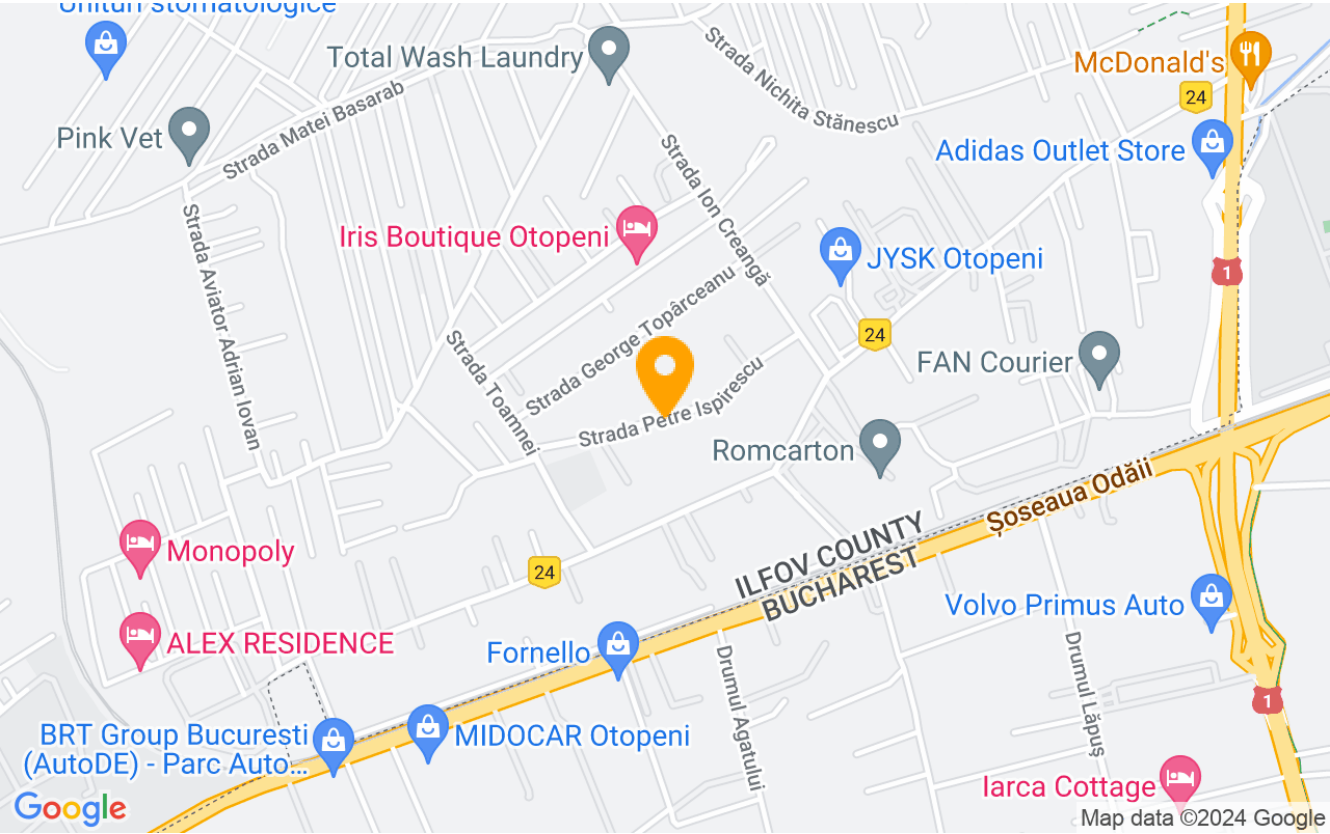 Unituri stomatologice
Total Wash Laundry
Strada Nichita Stănescu
McDonald's
24
Pink Vet
Strada Matei Basarab
Strada Ion Creangă
Adidas Outlet Store
Strada Aviator Adrian Iovan
Iris Boutique Otopeni
JYSK Otopeni
1
Strada George Topârceanu
Strada Toamnei
24
FAN Courier
Strada Petre Ispirescu
Romcarton
Șoseaua Odăii
Monopoly
24
ILFOV COUNTY
BUCHAREST
Volvo Primus Auto
ALEX RESIDENCE
Fornello
Drumul Agatului
Drumul Lăpuș
1
BRT Group Bucuresti
(AutoDE) - Parc Auto...
MIDOCAR Otopeni
Iarca Cottage
Google
Map data ©2024 Google